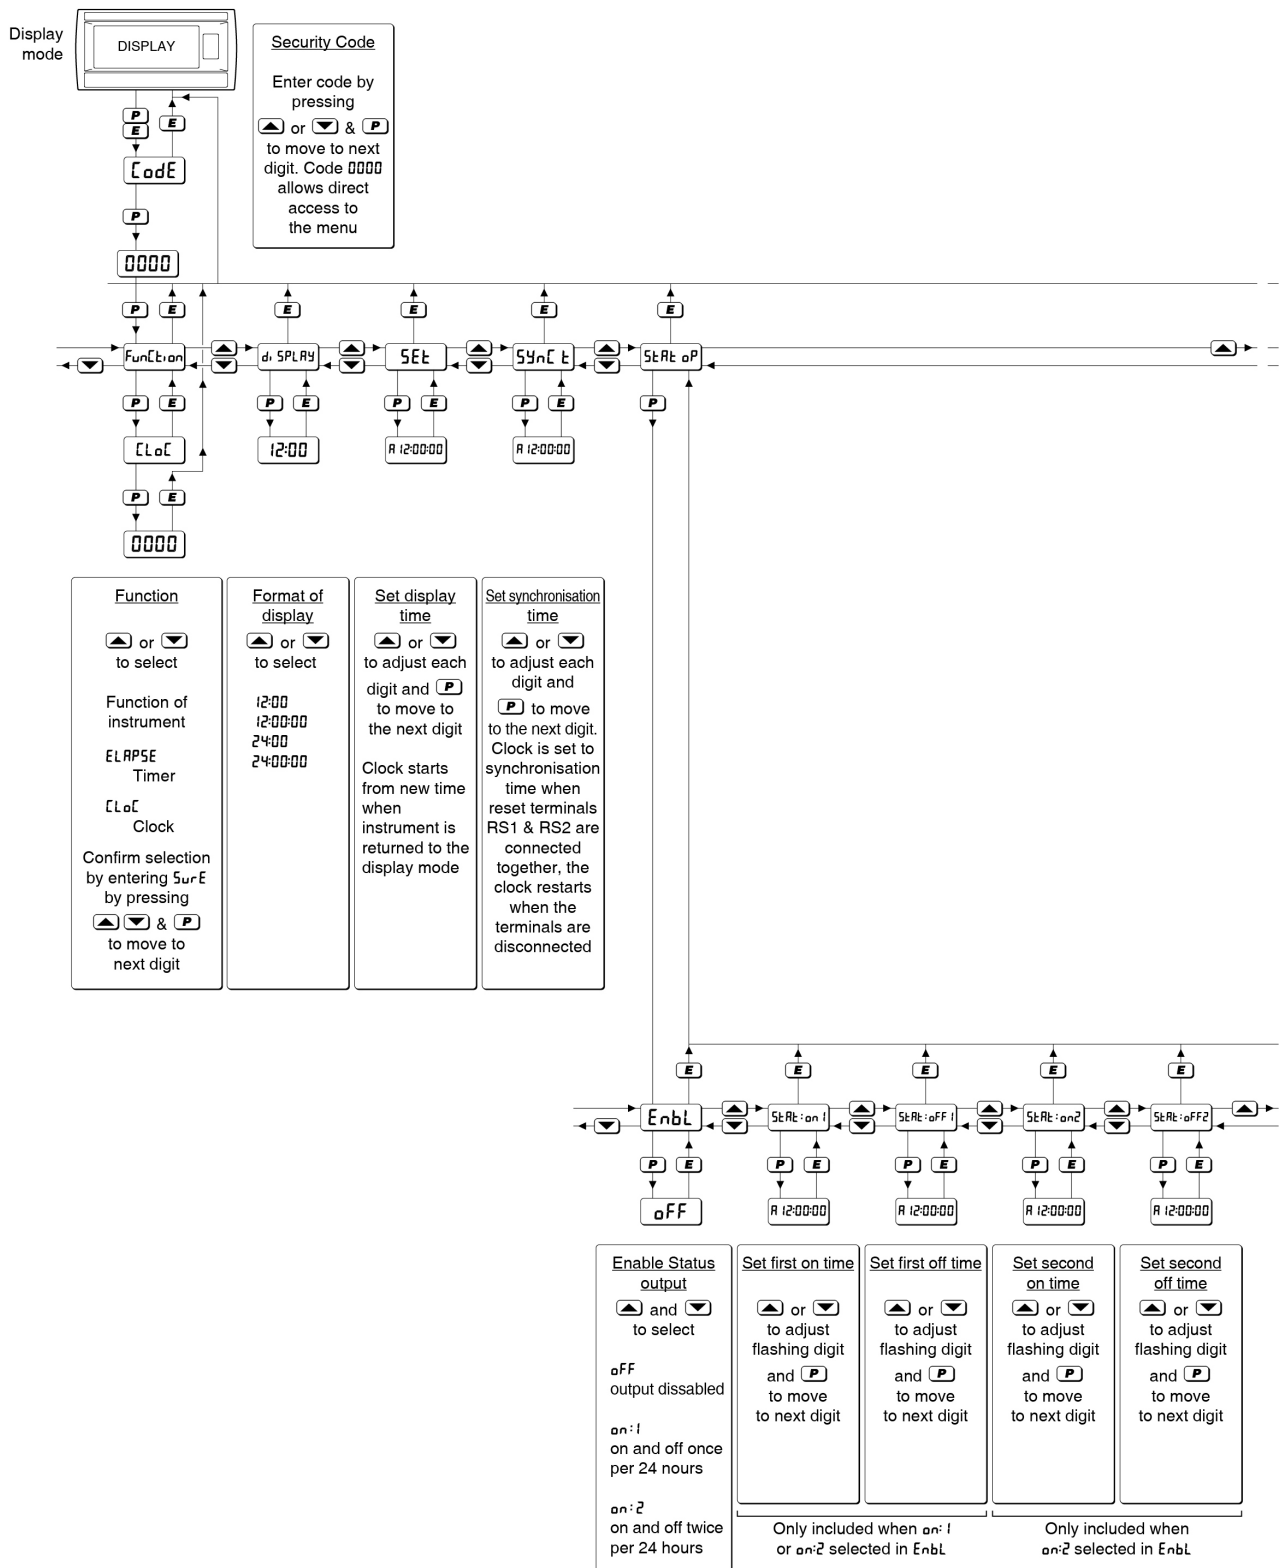 Display
mode
DISPLAY
Security Code
Enter code by
pressing
or & P
to move to next
digit. Code 0000
allows direct
access to
the menu
P
E
E
CodE
P
0000
P E E E E E
FunCtion
di SPLAY
SEt
SYnC t
StAt oP
P E P E P E P E P
CLoC
12:00
A 12:00:00
A 12:00:00
P E
0000
Function
or
to select
Function of
instrument
ELAPSE
Timer
CLoC
Clock
Confirm selection
by entering SurE
by pressing
& P
to move to
next digit
Format of
display
or
to select
12:00
12:00:00
24:00
24:00:00
Set display
time
or
to adjust each
digit and P
to move to
the next digit
Clock starts
from new time
when
instrument is
returned to the
display mode
Set synchronisation
time
or
to adjust each
digit and
P to move
to the next digit.
Clock is set to
synchronisation
time when
reset terminals
RS1 & RS2 are
connected
together, the
clock restarts
when the
terminals are
disconnected
E E E E E
EnbL
StAt:on1
StAt:oFF1
StAt:on2
StAt:oFF2
P E P E P E P E P E
oFF
A 12:00:00
A 12:00:00
A 12:00:00
A 12:00:00
Enable Status
output
and
to select
oFF
output dissabled
on:1
on and off once
per 24 nours
on:2
on and off twice
per 24 hours
Set first on time
or
to adjust
flashing digit
and P
to move
to next digit
Set first off time
or
to adjust
flashing digit
and P
to move
to next digit
Set second
on time
or
to adjust
flashing digit
and P
to move
to next digit
Set second
off time
or
to adjust
flashing digit
and P
to move
to next digit
Only included when on:1
or on:2 selected in EnbL
Only included when
on:2 selected in EnbL